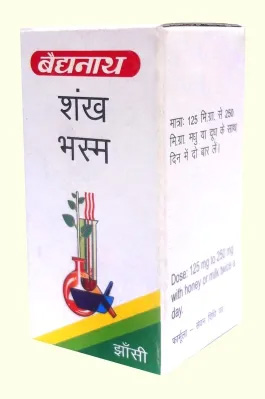 बैद्यनाथ
शंख
भस्म
झाँसी
मात्राः 125 मि.ग्रा. से 250
मि.ग्रा. मधु या दूध के साथ
दिन में दो बार लें।
Dose: 125 mg to 250 mg
with honey or milk twice a
day.
फार्मूला –